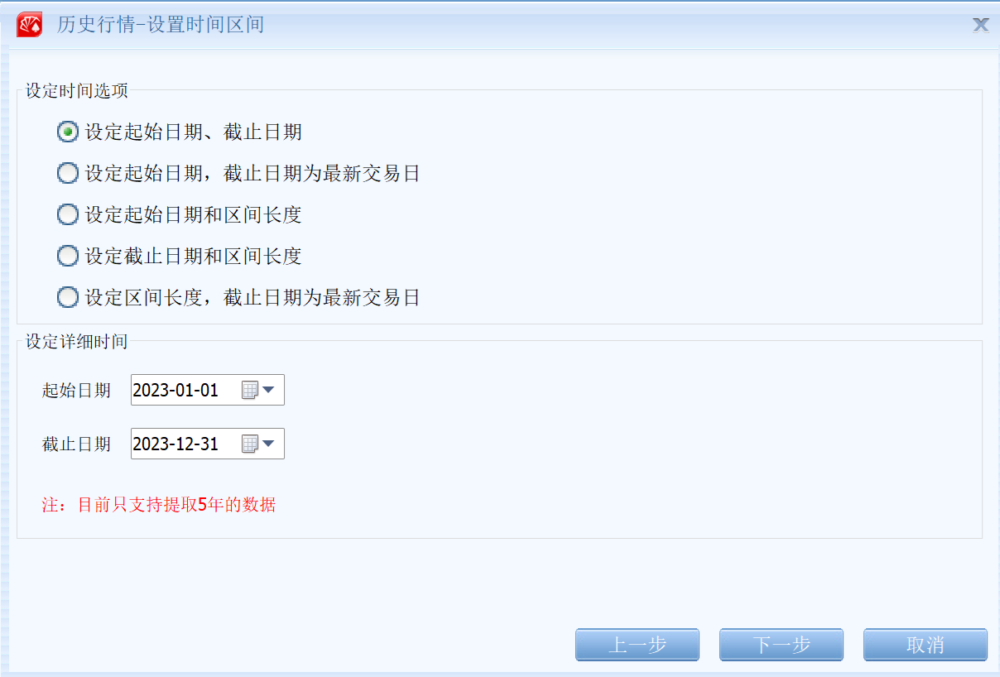 历史行情-设置时间区间
设定时间选项
设定起始日期、截止日期
设定起始日期，截止日期为最新交易日
设定起始日期和区间长度
设定截止日期和区间长度
设定区间长度，截止日期为最新交易日
设定详细时间
起始日期 2023-01-01
截止日期 2023-12-31
注：目前只支持提取5年的数据
上一步 下一步 取消